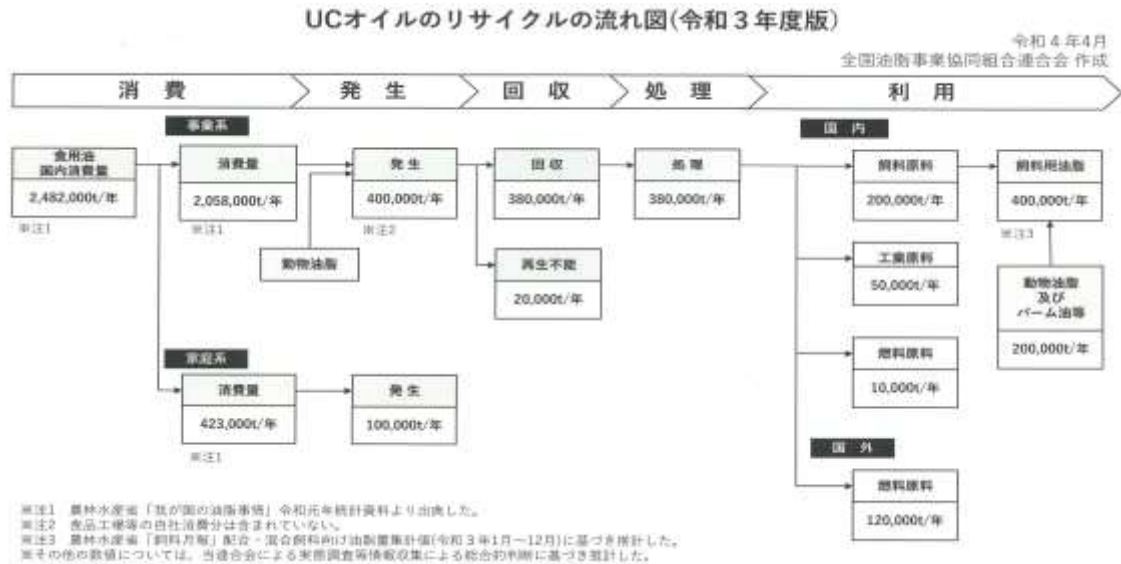 UCオイルのリサイクルの流れ図(令和３年度版)
令和４年4月
全国油脂事業協同組合連合会 作成
消 費
発 生
回 収
処 理
利 用
事業系
国 内
食用油
国内消費量
2,482,000t/年
※注1
消費量
2,058,000t/年
※注1
発 生
400,000t/年
※注2
回 収
380,000t/年
処 理
380,000t/年
飼料原料
200,000t/年
飼料用油脂
400,000t/年
※注3
動物油脂
再生不能
20,000t/年
工業原料
50,000t/年
動物油脂
及び
パーム油等
200,000t/年
家庭系
消費量
423,000t/年
※注1
発 生
100,000t/年
燃料原料
10,000t/年
国 外
燃料原料
120,000t/年
※注1 農林水産省「我が国の油脂事情」令和元年統計資料より出典した。
※注2 食品工場等の自社消費分は含まれていない。
※注3 農林水産省「飼料月報」配合・混合飼料向け油脂量集計値(令和３年1月～12月)に基づき推計した。
※その他の数値については、当連合会による実態調査等情報収集による総合的判断に基づき推計した。